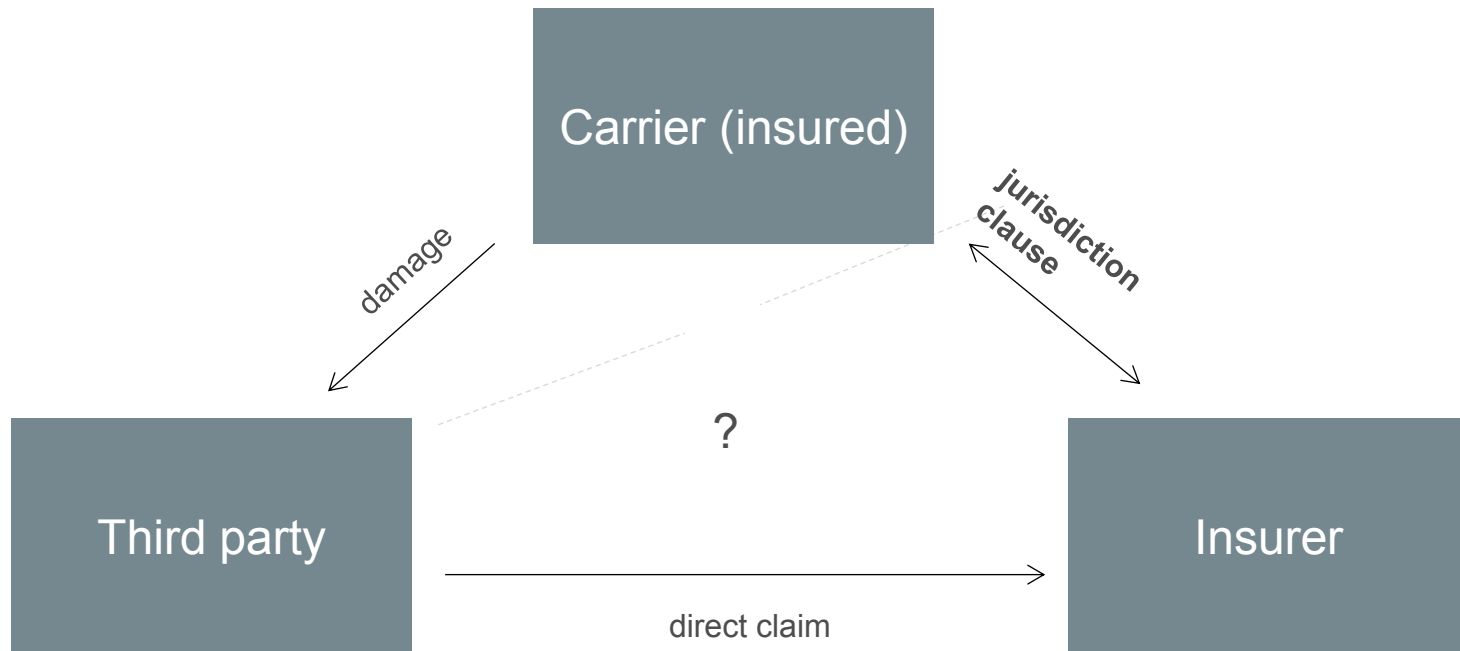 Carrier (insured)
jurisdiction
clause
damage
?
Third party
Insurer
direct claim